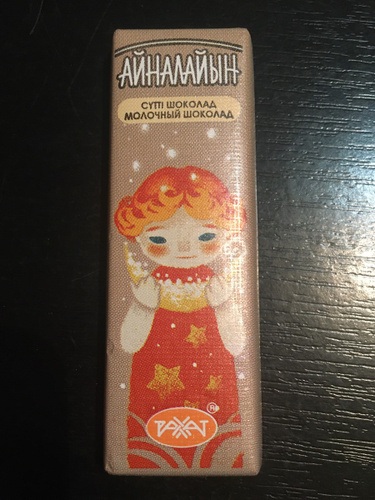 АЙНАЛАЙЫН
СҮТТІ ШОКОЛАД
МОЛОЧНЫЙ ШОКОЛАД
РАХАТ
®